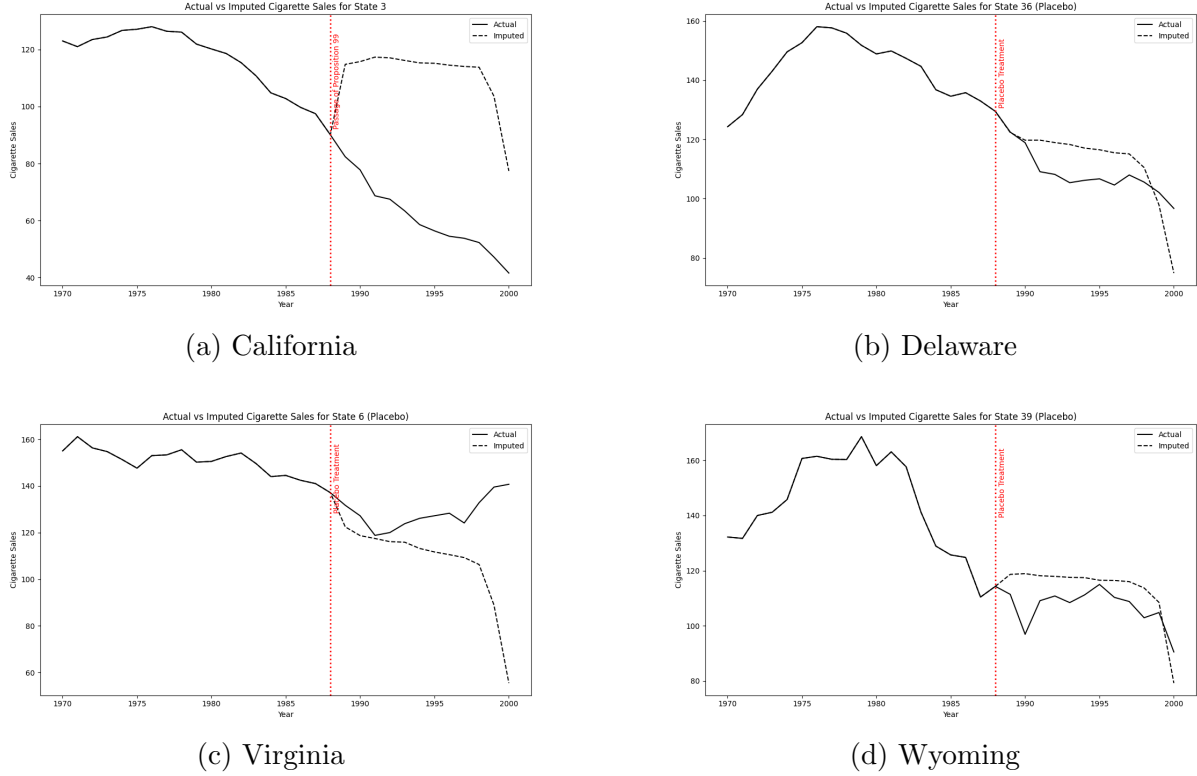 Actual vs Imputed Cigarette Sales for State 3
Actual
Imputed
Passage of Proposition 99
120
100
80
60
40
Cigarette Sales
1970 1975 1980 1985 1990 1995 2000
Year
(a) California
Actual vs Imputed Cigarette Sales for State 36 (Placebo)
Actual
Imputed
Placebo Treatment
160
140
120
100
80
Cigarette Sales
1970 1975 1980 1985 1990 1995 2000
Year
(b) Delaware
Actual vs Imputed Cigarette Sales for State 6 (Placebo)
Actual
Imputed
Placebo Treatment
160
140
120
100
80
60
Cigarette Sales
1970 1975 1980 1985 1990 1995 2000
Year
(c) Virginia
Actual vs Imputed Cigarette Sales for State 39 (Placebo)
Actual
Imputed
Placebo Treatment
160
140
120
100
80
Cigarette Sales
1970 1975 1980 1985 1990 1995 2000
Year
(d) Wyoming